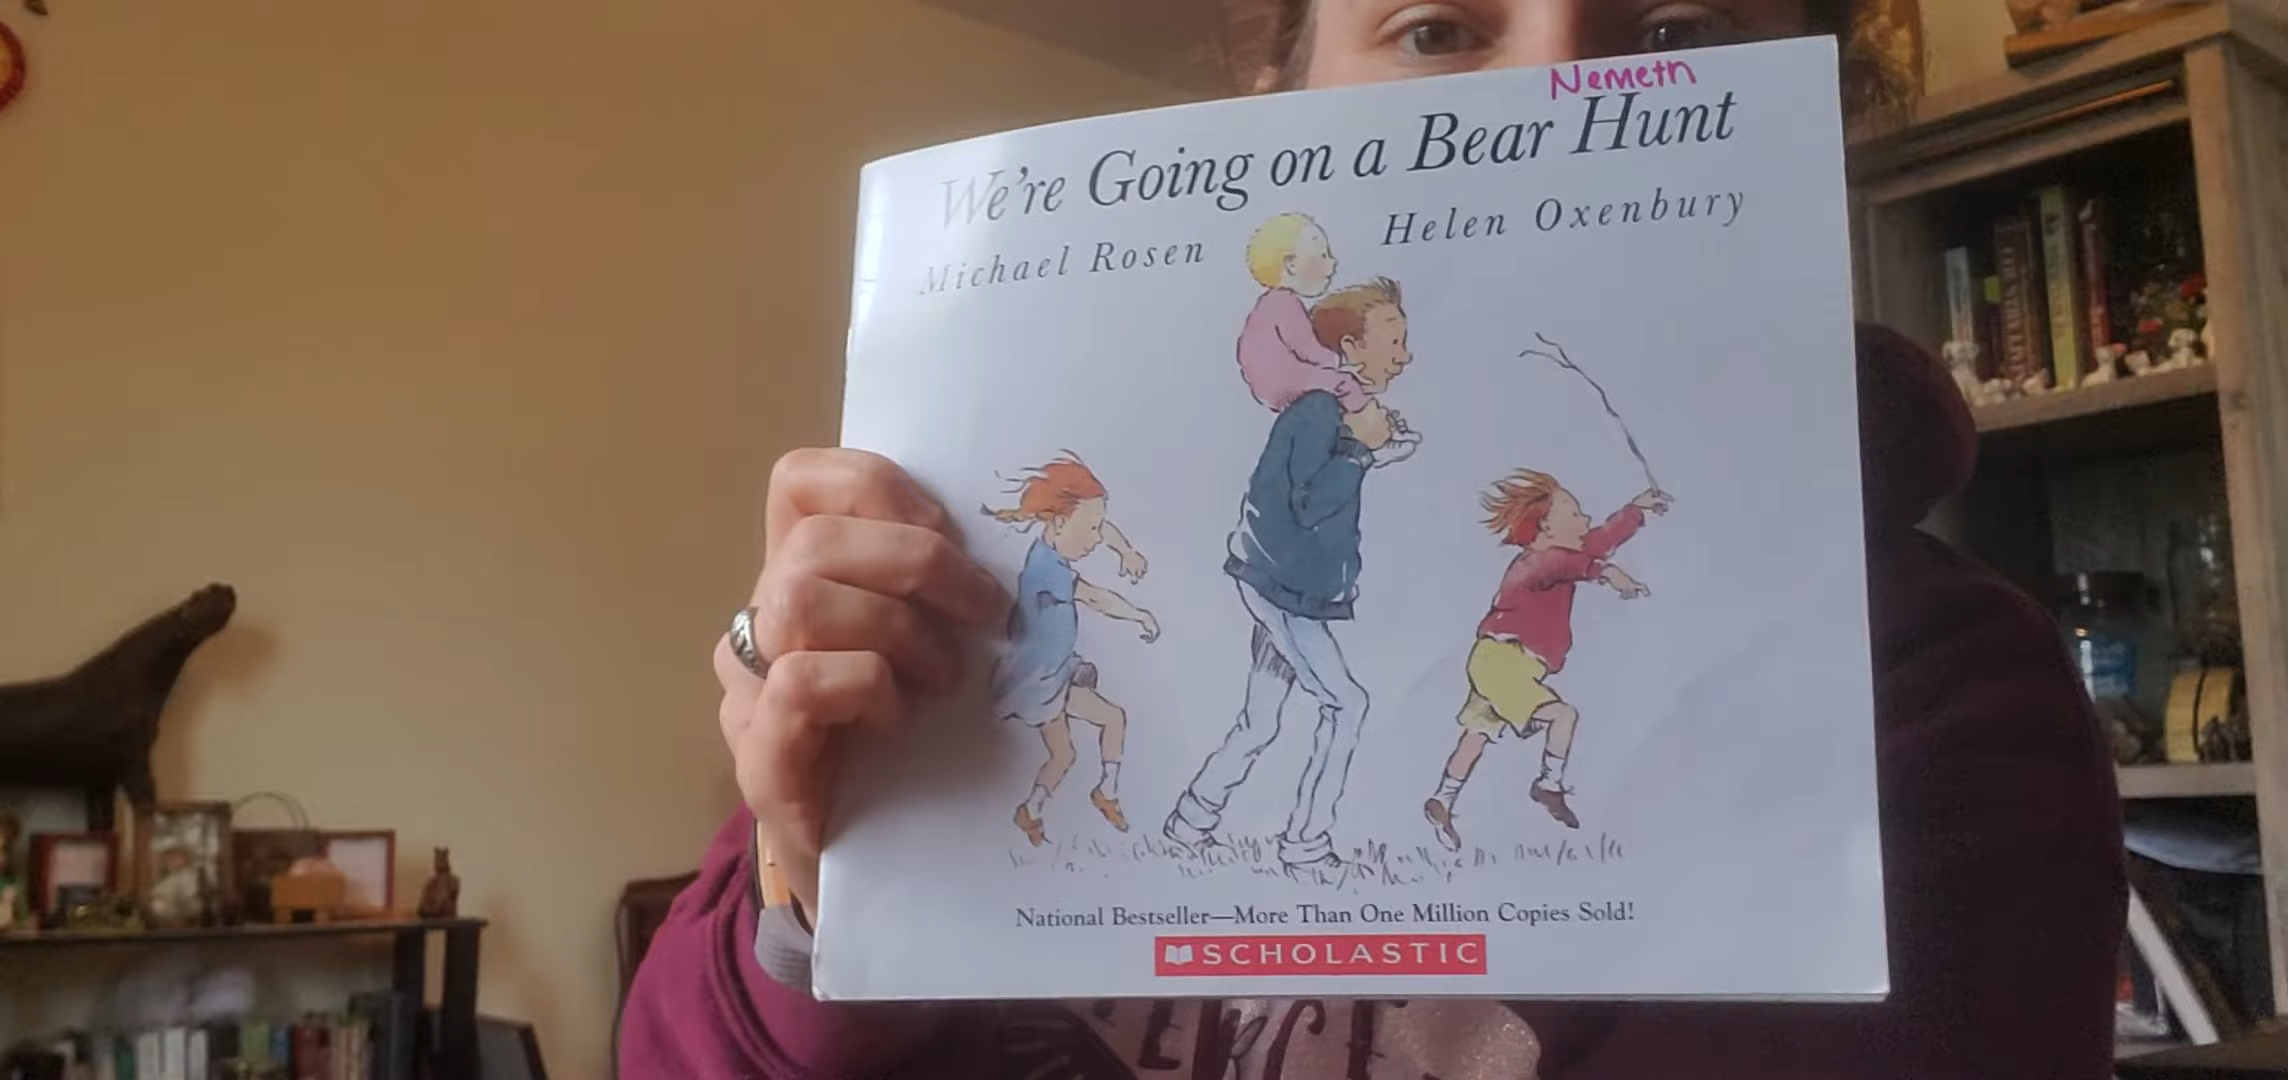 Nemeth
We're Going on a Bear Hunt
Michael Rosen
Helen Oxenbury
National Bestseller—More Than One Million Copies Sold!
SCHOLASTIC